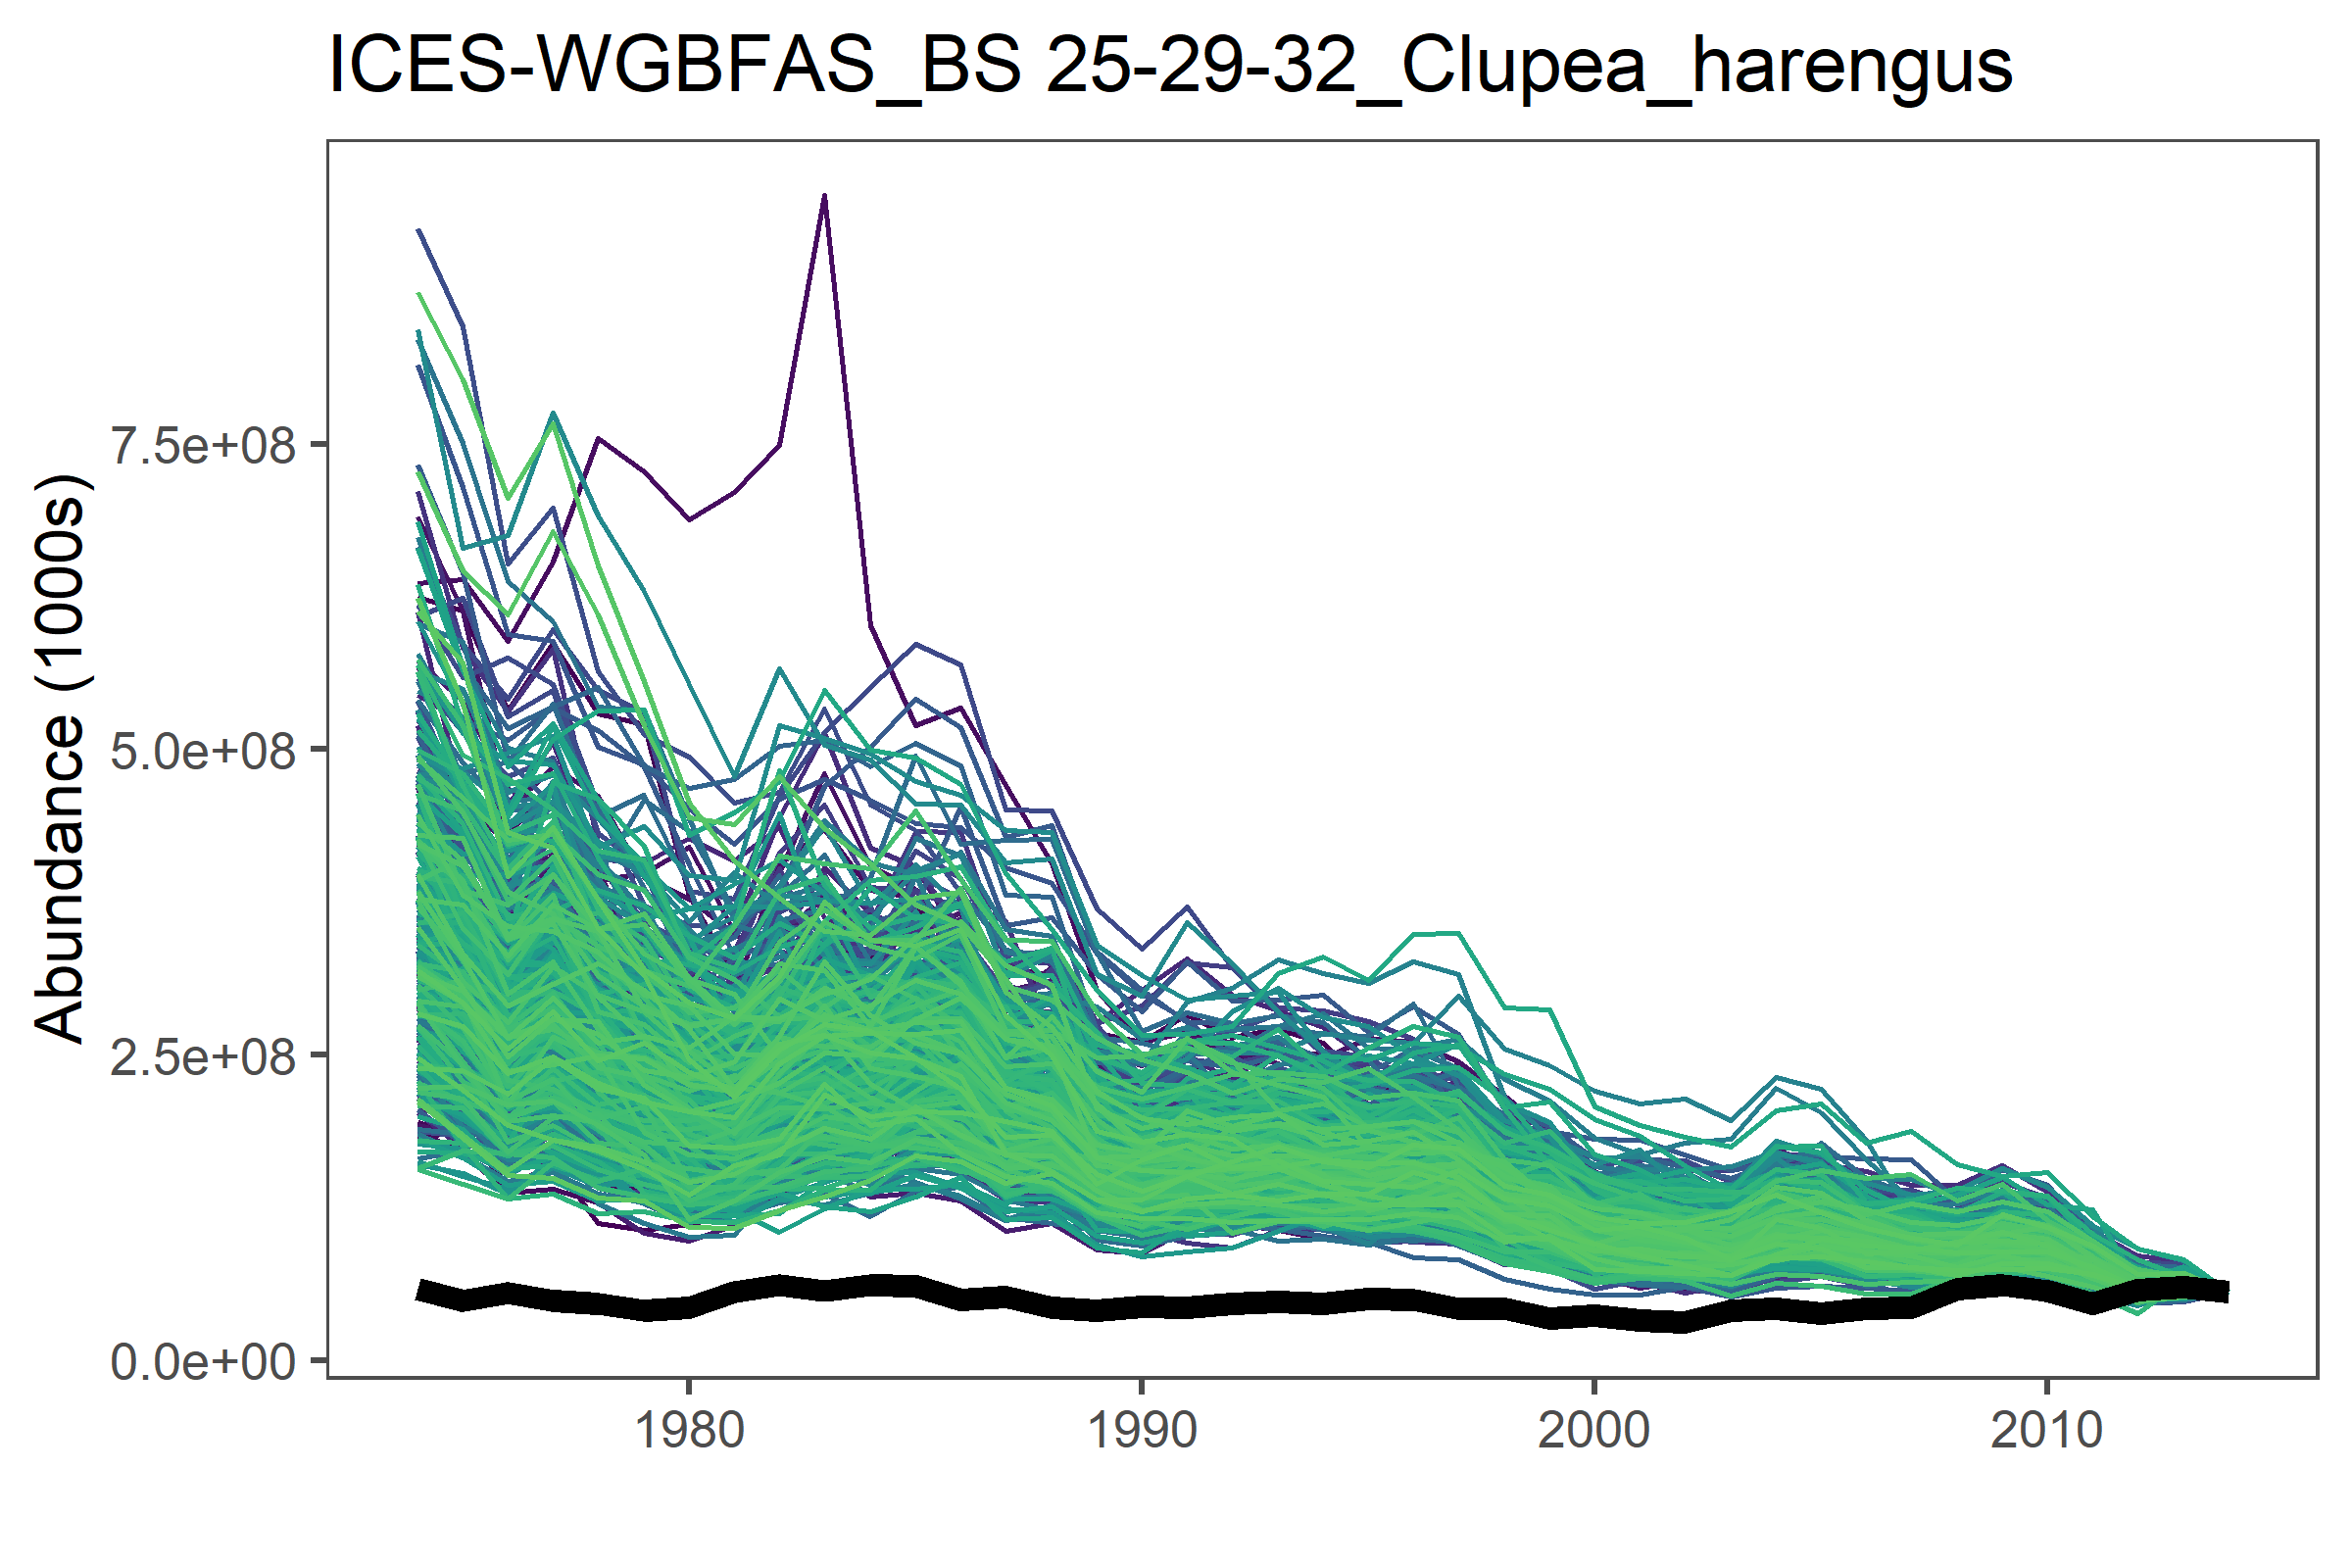 ICES-WGBFAS_BS 25-29-32_Clupea_harengus
Abundance (1000s)
7.5e+08
5.0e+08
2.5e+08
0.0e+00
1980
1990
2000
2010